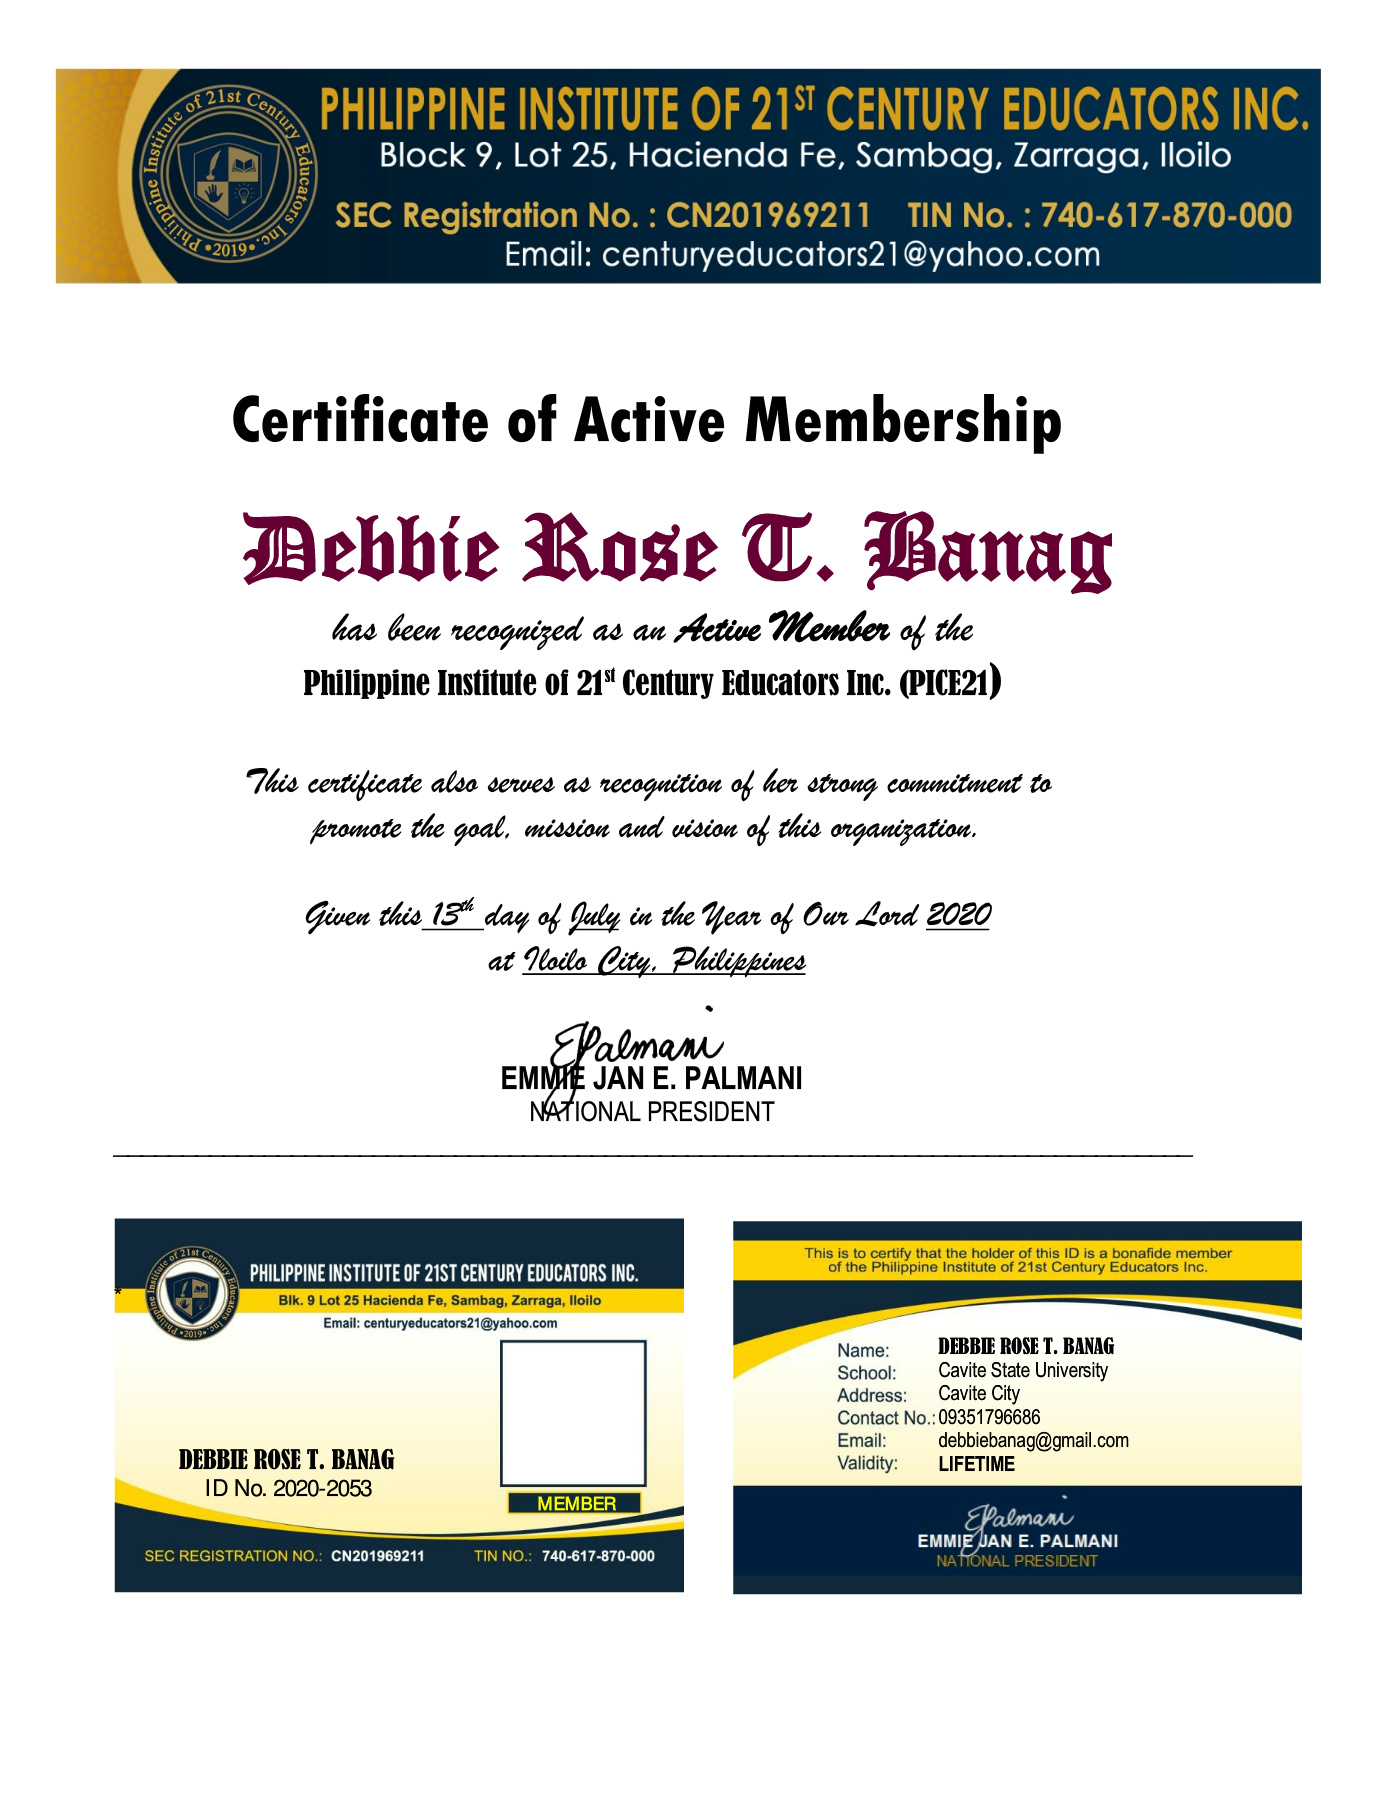 Philippine Institute of 21st Century Educators, Inc.
•2019•
PHILIPPINE INSTITUTE OF 21ST CENTURY EDUCATORS INC.
Block 9, Lot 25, Hacienda Fe, Sambag, Zarraga, Iloilo
SEC Registration No. : CN201969211 TIN No. : 740-617-870-000
Email: centuryeducators21@yahoo.com
Certificate of Active Membership
Debbie Rose T. Banag
has been recognized as an Active Member of the
Philippine Institute of 21st Century Educators Inc. (PICE21)
This certificate also serves as recognition of her strong commitment to
promote the goal, mission and vision of this organization.
Given this 13th day of July in the Year of Our Lord 2020
at Iloilo City, Philippines
EPalmani
EMMIE JAN E. PALMANI
NATIONAL PRESIDENT
Philippine Institute of 21st Century Educators, Inc.
•2019•
PHILIPPINE INSTITUTE OF 21ST CENTURY EDUCATORS INC.
*
Blk. 9 Lot 25 Hacienda Fe, Sambag, Zarraga, Iloilo
Email: centuryeducators21@yahoo.com
DEBBIE ROSE T. BANAG
ID No. 2020-2053
MEMBER
SEC REGISTRATION NO.: CN201969211 TIN NO.: 740-617-870-000
This is to certify that the holder of this ID is a bonafide member
of the Philippine Institute of 21st Century Educators Inc.
Name: DEBBIE ROSE T. BANAG
School: Cavite State University
Address: Cavite City
Contact No.: 09351796686
Email: debbiebanag@gmail.com
Validity: LIFETIME
EPalmani
EMMIE JAN E. PALMANI
NATIONAL PRESIDENT